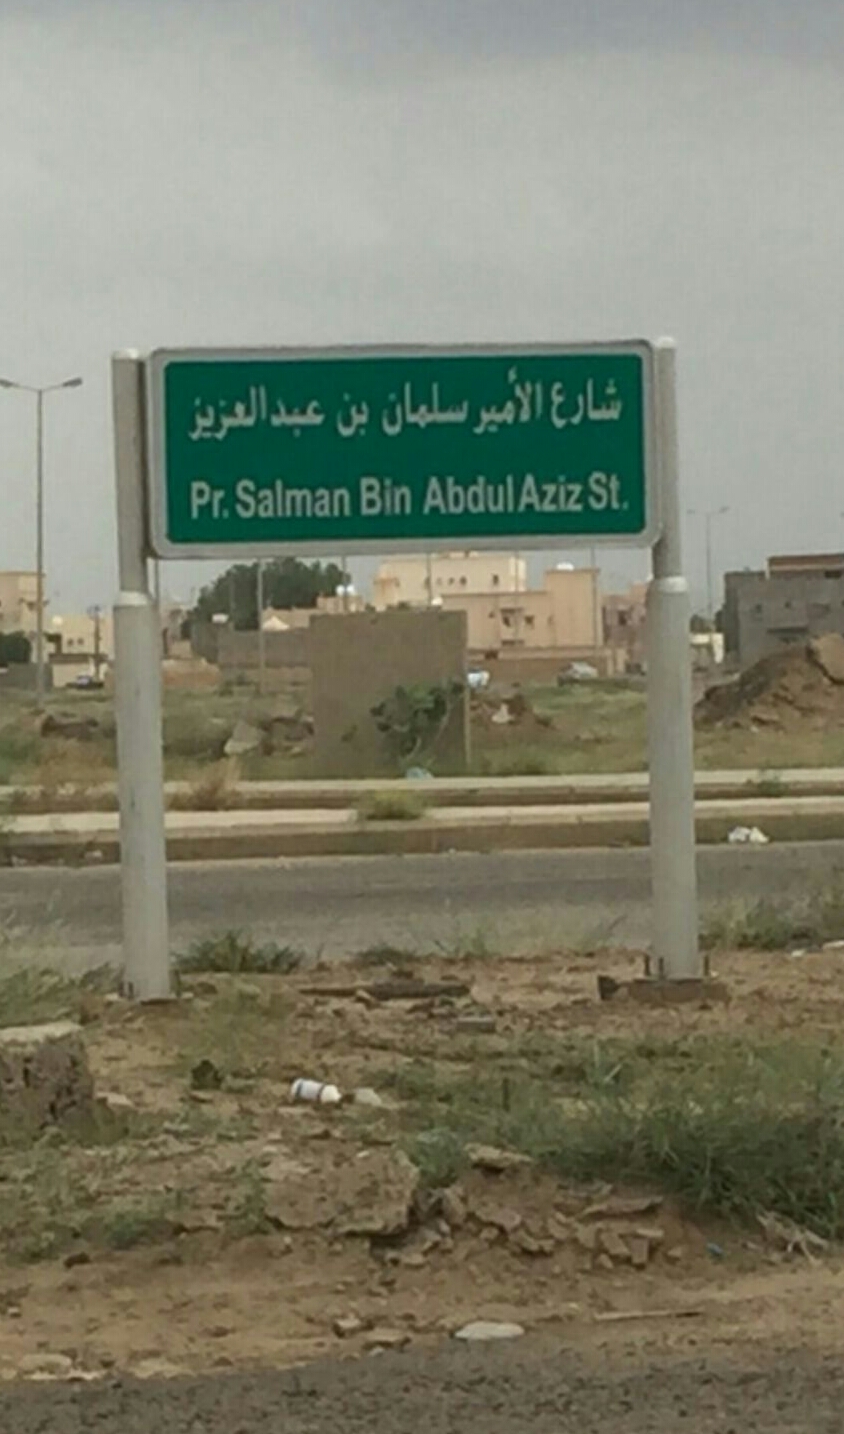 شارع الأمير سلمان بن عبدالعزيز
Pr. Salman Bin Abdul Aziz St.